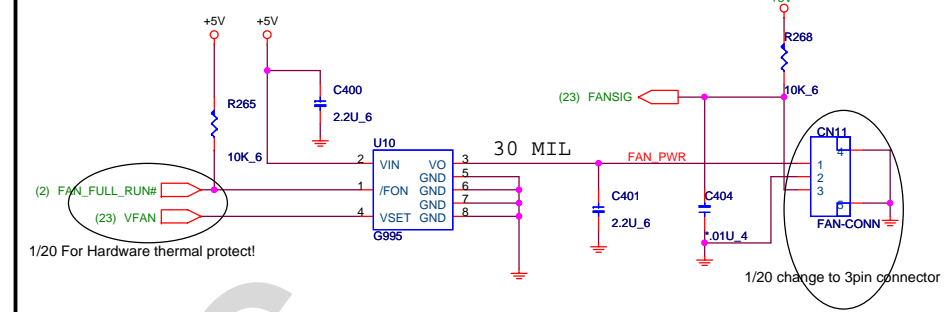 +5V
+5V
+5V
R268
C400
(23) FANSIG
R265
10K_6
2.2U_6
CN11
U10
30 MIL
4
10K_6
2 VIN VO 3
FAN_PWR
1
GND 5
2
(2) FAN_FULL_RUN#
1 /FON GND 6
C401
C404
3
GND 7
(23) VFAN
4 VSET GND 8
5
2.2U_6
FAN-CONN
G995
*.01U_4
1/20 For Hardware thermal protect!
1/20 change to 3pin connector